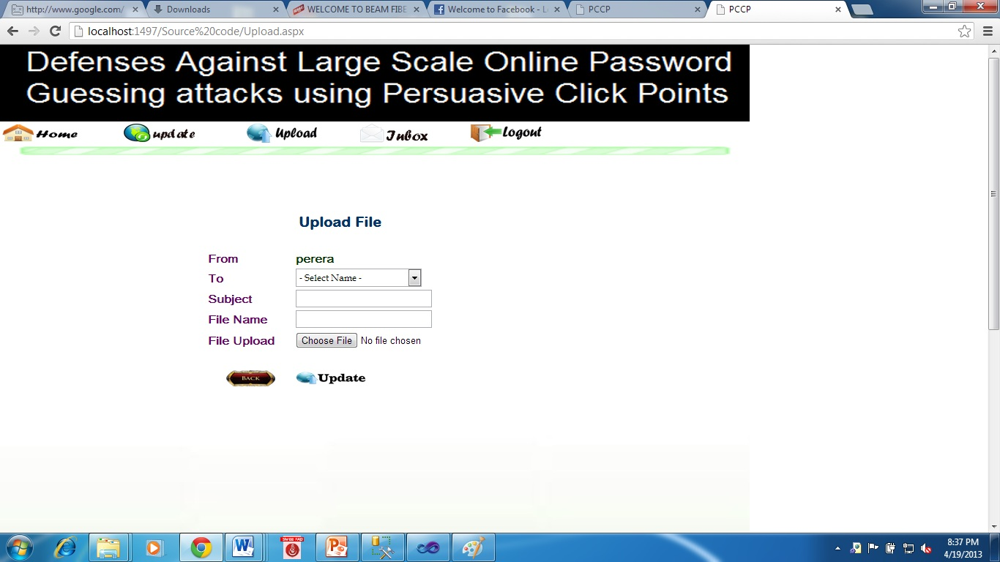 http://www.google.com/
Downloads
WELCOME TO BEAM FIBE
Welcome to Facebook - L
PCCP
PCCP
localhost:1497/Source%20code/Upload.aspx
Defenses Against Large Scale Online Password
Guessing attacks using Persuasive Click Points
Home
update
Upload
Inbox
Logout
Upload File
From
perera
To
- Select Name -
Subject
File Name
File Upload
Choose File
No file chosen
BACK
Update
8:37 PM
4/19/2013